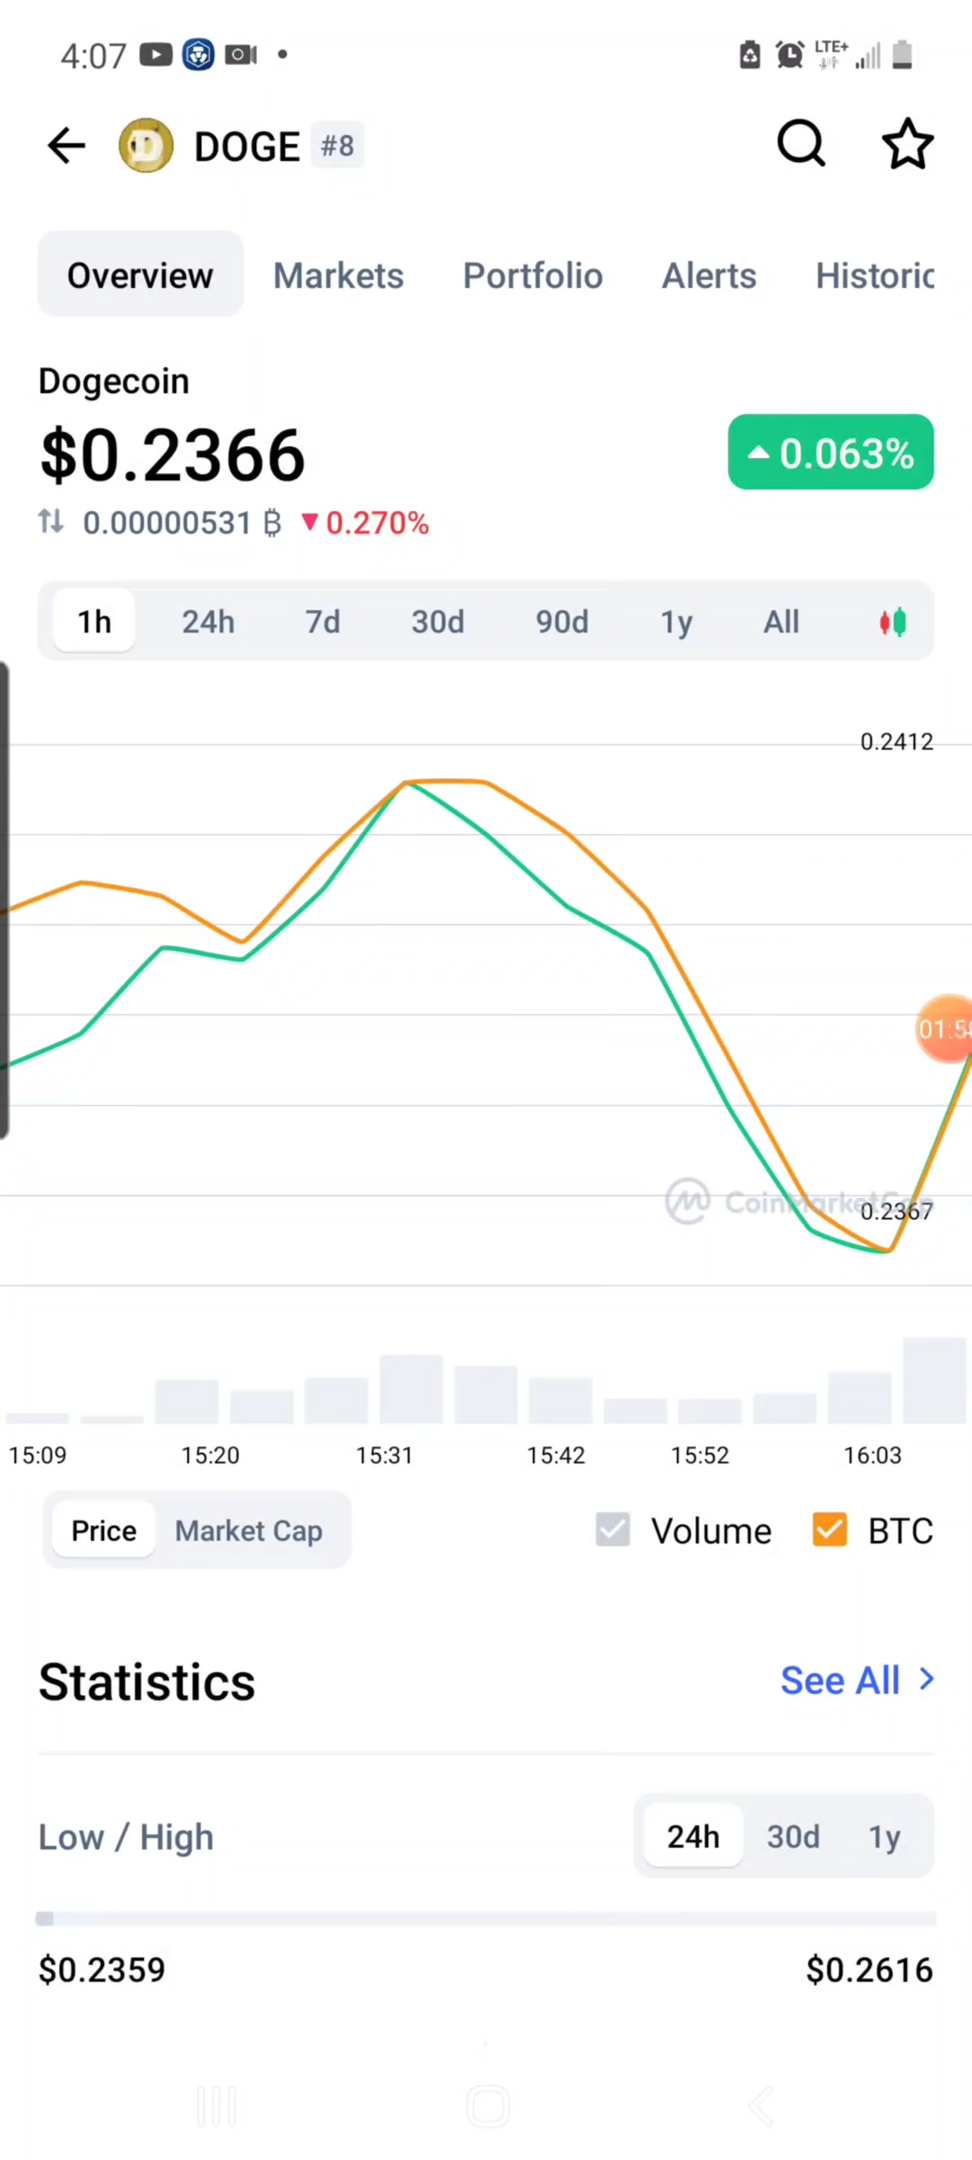 4:07 LTE+
DOGE #8
Overview Markets Portfolio Alerts Historic
Dogecoin
$0.2366 0.063%
0.00000531 ₿ 0.270%
1h 24h 7d 30d 90d 1y All
0.2412
01:5
CoinMarketCap
0.2367
15:09 15:20 15:31 15:42 15:52 16:03
Price Market Cap Volume BTC
Statistics See All >
Low / High 24h 30d 1y
$0.2359 $0.2616